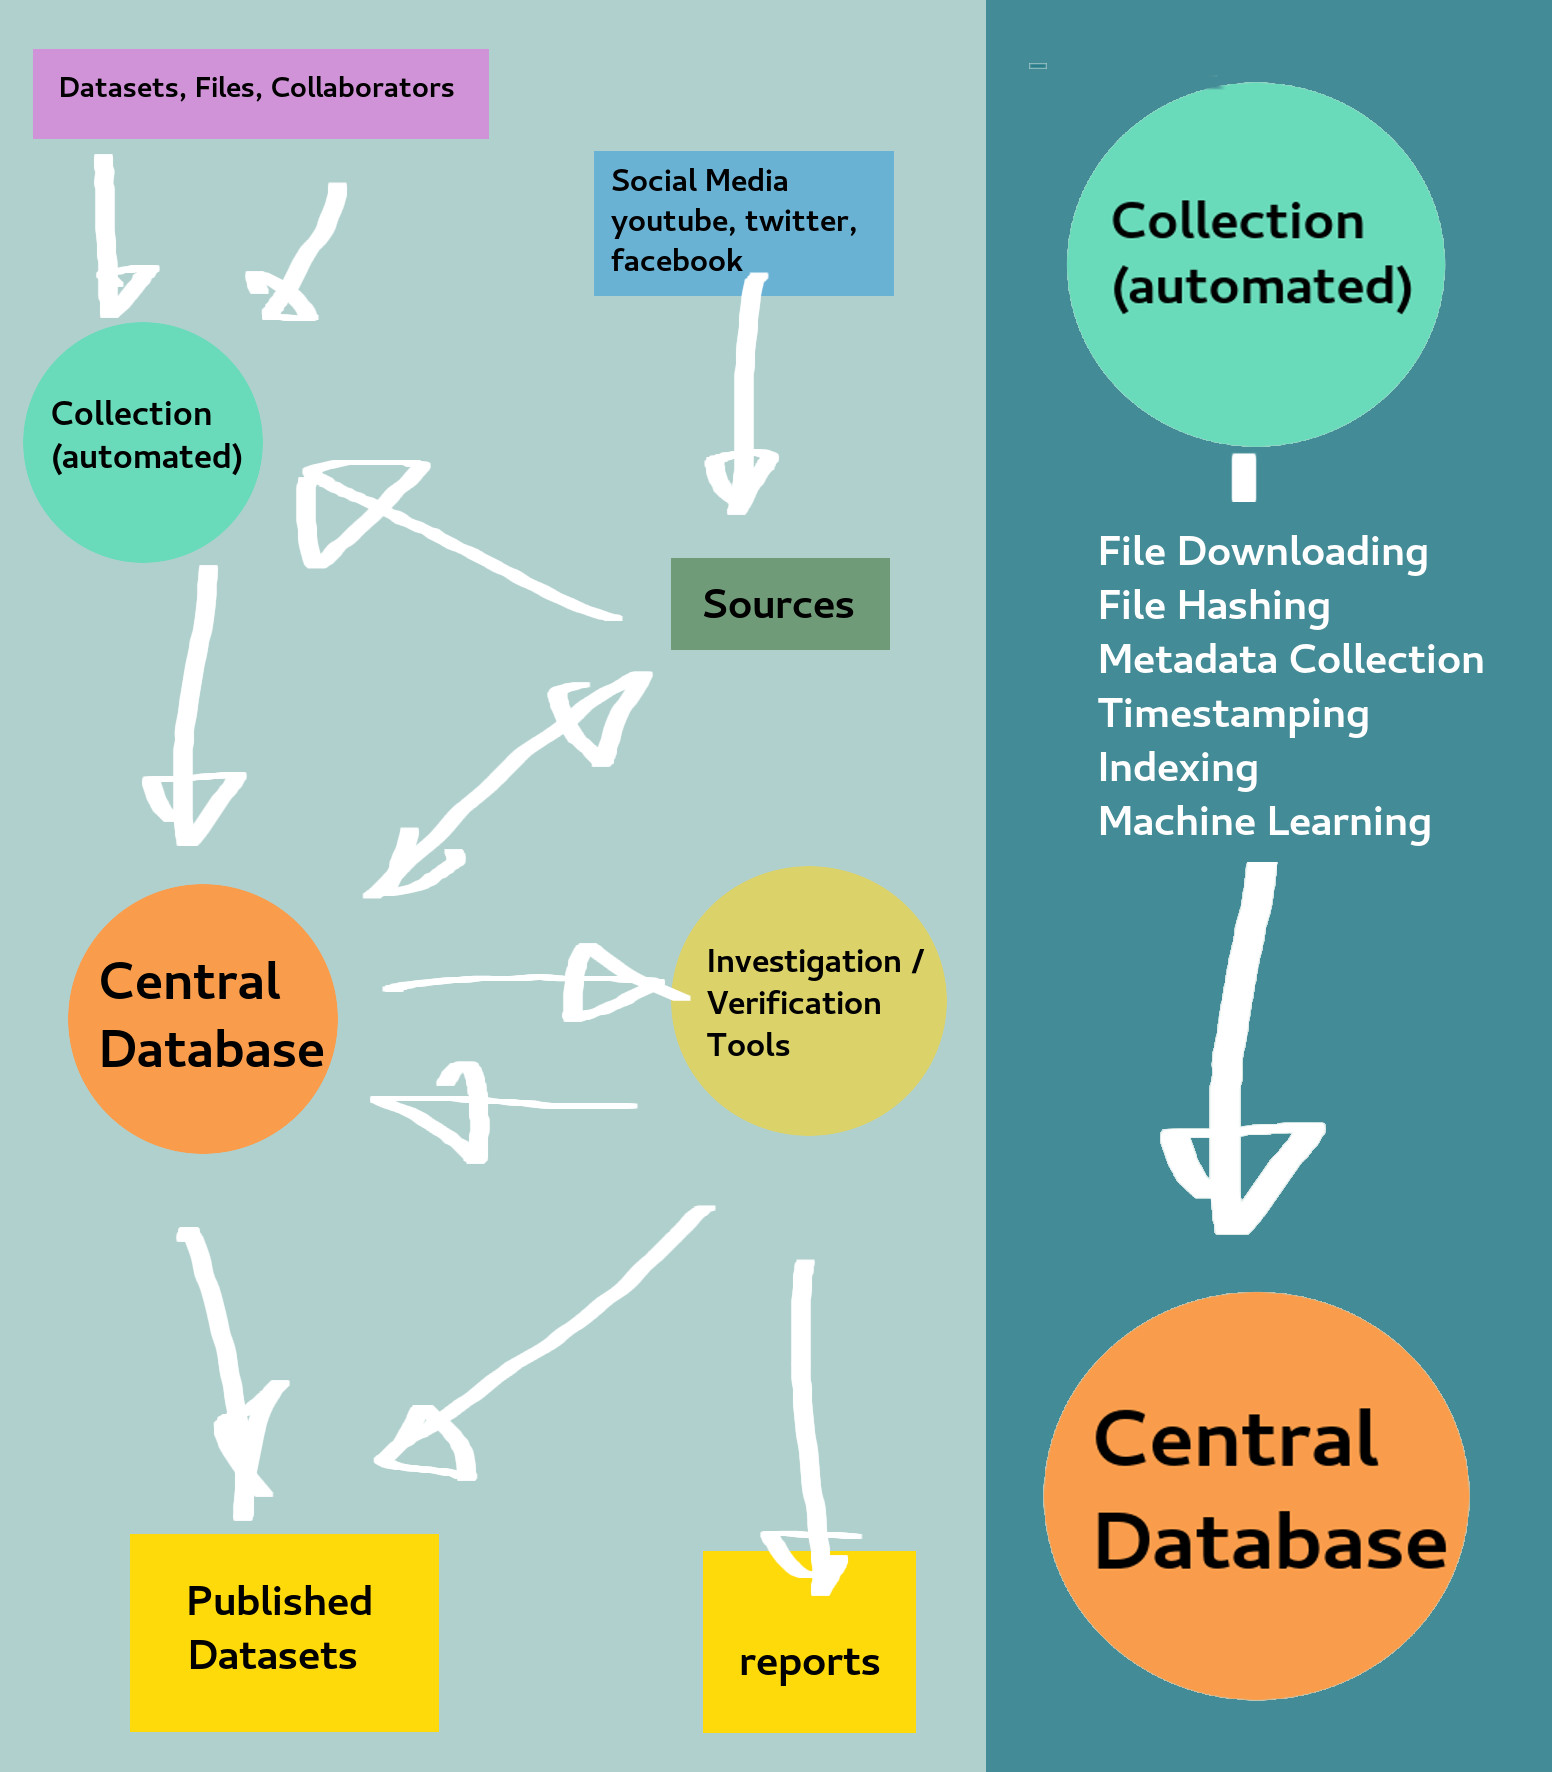 Datasets, Files, Collaborators
Social Media
youtube, twitter,
facebook
Collection
(automated)
Sources
Central
Database
Investigation /
Verification
Tools
Published
Datasets
reports
Collection
(automated)
File Downloading
File Hashing
Metadata Collection
Timestamping
Indexing
Machine Learning
Central
Database